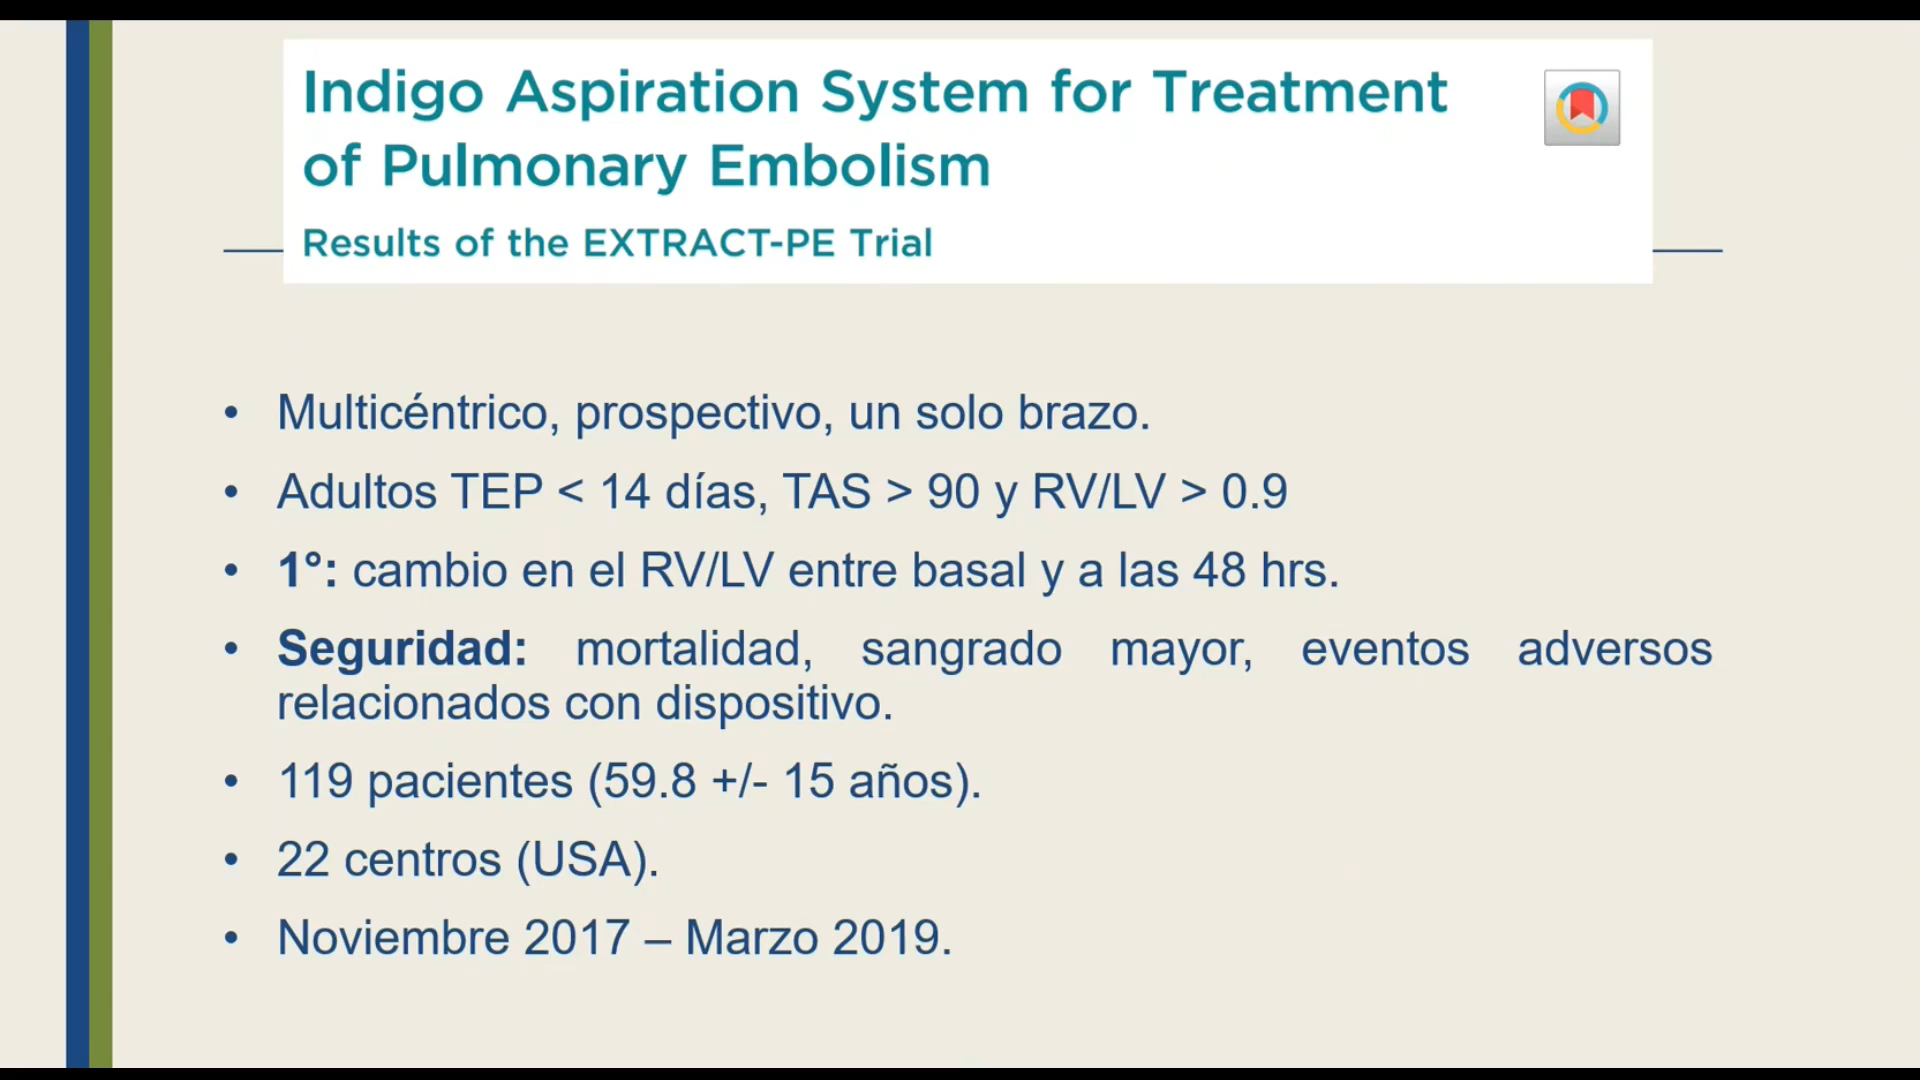 Indigo Aspiration System for Treatment
of Pulmonary Embolism
Results of the EXTRACT-PE Trial
• Multicéntrico, prospectivo, un solo brazo.
• Adultos TEP < 14 días, TAS > 90 y RV/LV > 0.9
• 1°: cambio en el RV/LV entre basal y a las 48 hrs.
• Seguridad: mortalidad, sangrado mayor, eventos adversos
relacionados con dispositivo.
• 119 pacientes (59.8 +/- 15 años).
• 22 centros (USA).
• Noviembre 2017 – Marzo 2019.